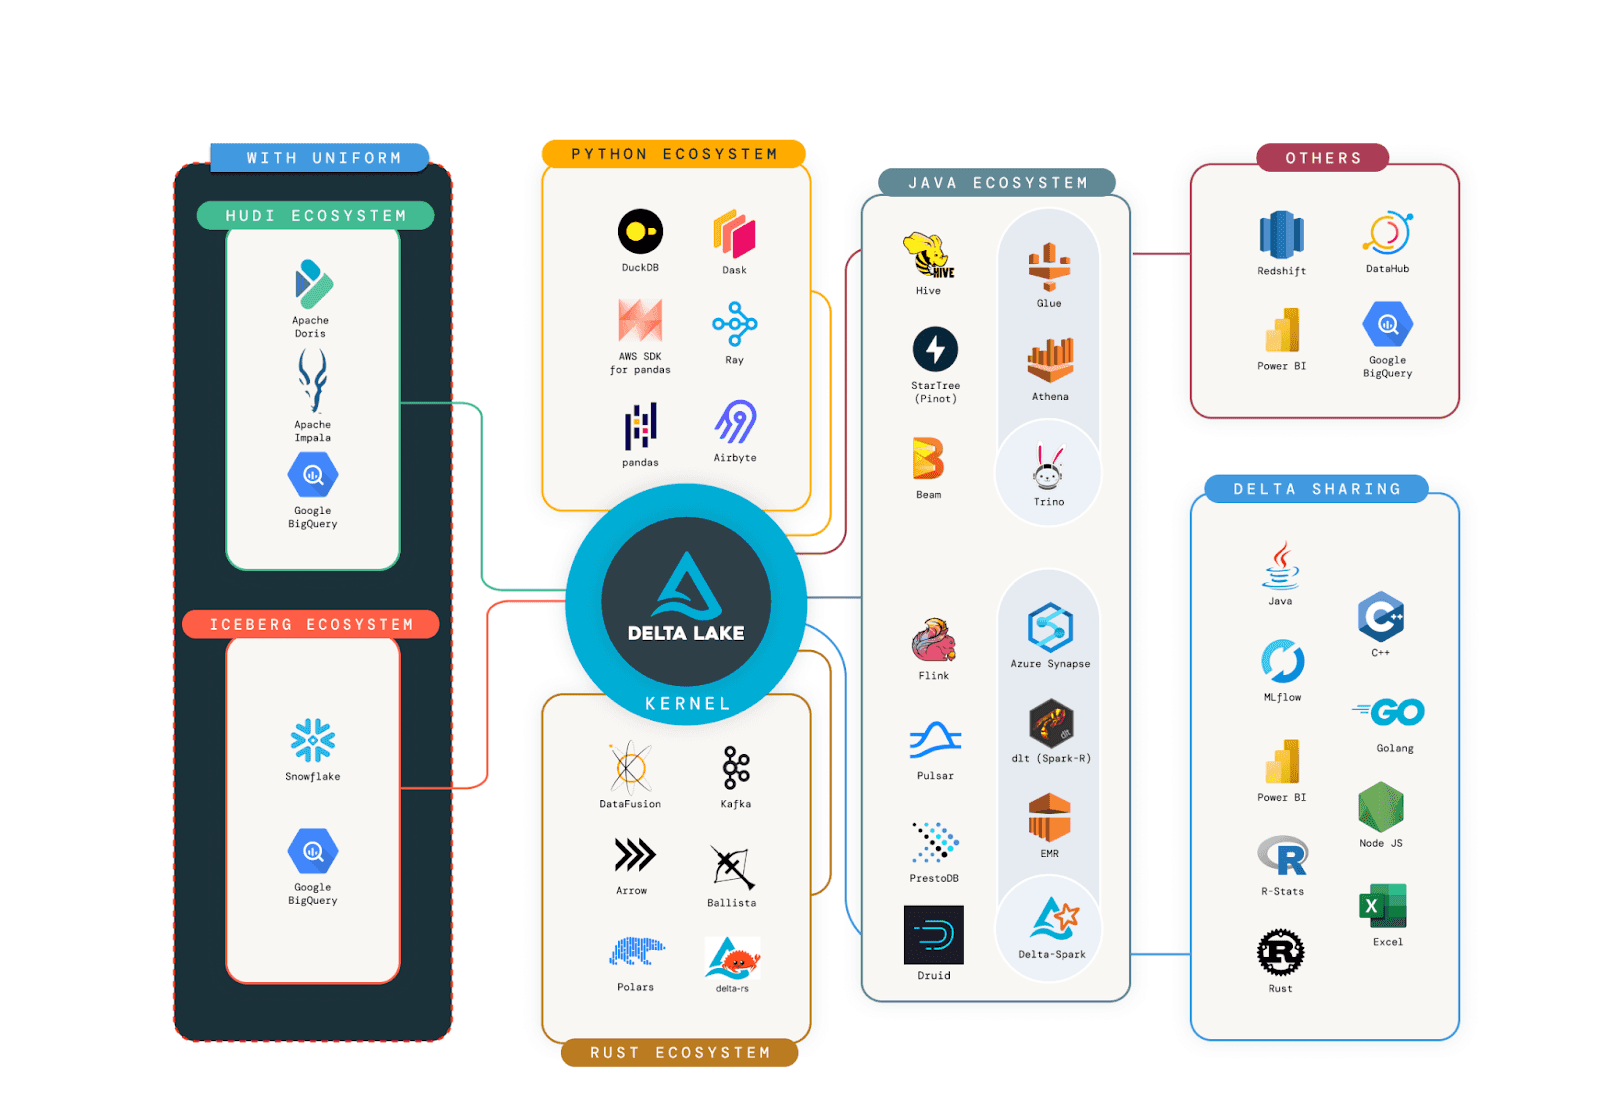 WITH UNIFORM
HUDI ECOSYSTEM
Apache
Doris
Apache
Impala
Google
BigQuery
ICEBERG ECOSYSTEM
Snowflake
Google
BigQuery
PYTHON ECOSYSTEM
DuckDB
Dask
AWS SDK
for pandas
Ray
pandas
Airbyte
DELTA LAKE
KERNEL
DataFusion
Kafka
Arrow
Ballista
Polars
delta-rs
RUST ECOSYSTEM
JAVA ECOSYSTEM
HIVE
Hive
Glue
StarTree
(Pinot)
Athena
Beam
Trino
Flink
Azure Synapse
dlt
dlt (Spark-R)
Pulsar
EMR
PrestoDB
Delta-Spark
Druid
OTHERS
Redshift
DataHub
Power BI
Google
BigQuery
DELTA SHARING
Java
C++
C++
MLflow
GO
Golang
Power BI
Node JS
R
R-Stats
X
Excel
R
Rust